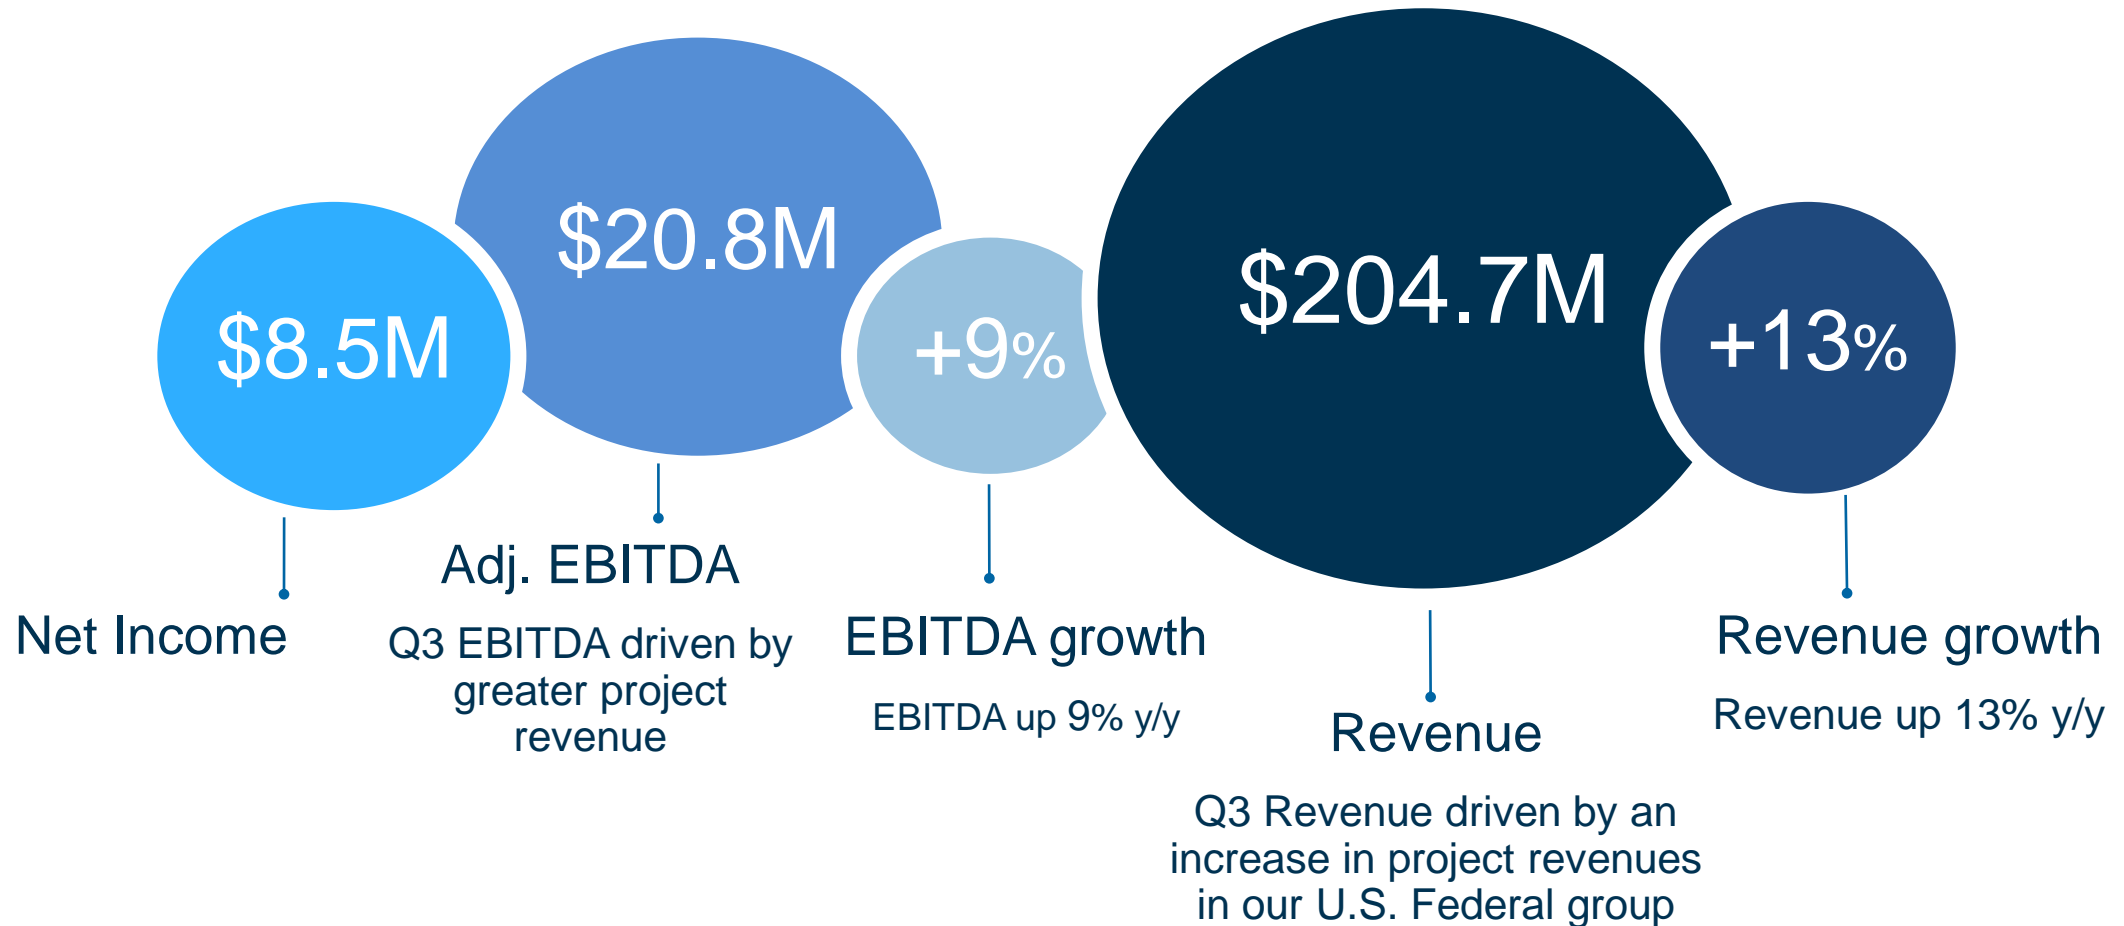 $8.5M
Net Income
$20.8M
Adj. EBITDA
Q3 EBITDA driven by
greater project
revenue
+9%
EBITDA growth
EBITDA up 9% y/y
$204.7M
Revenue
Q3 Revenue driven by an
increase in project revenues
in our U.S. Federal group
+13%
Revenue growth
Revenue up 13% y/y